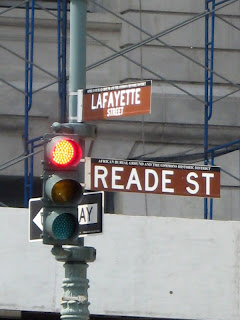 LAFAYETTE
STREET
AFRICAN BURIAL GROUND AND THE COMMONS HISTORIC DISTRICT
READE ST
AY